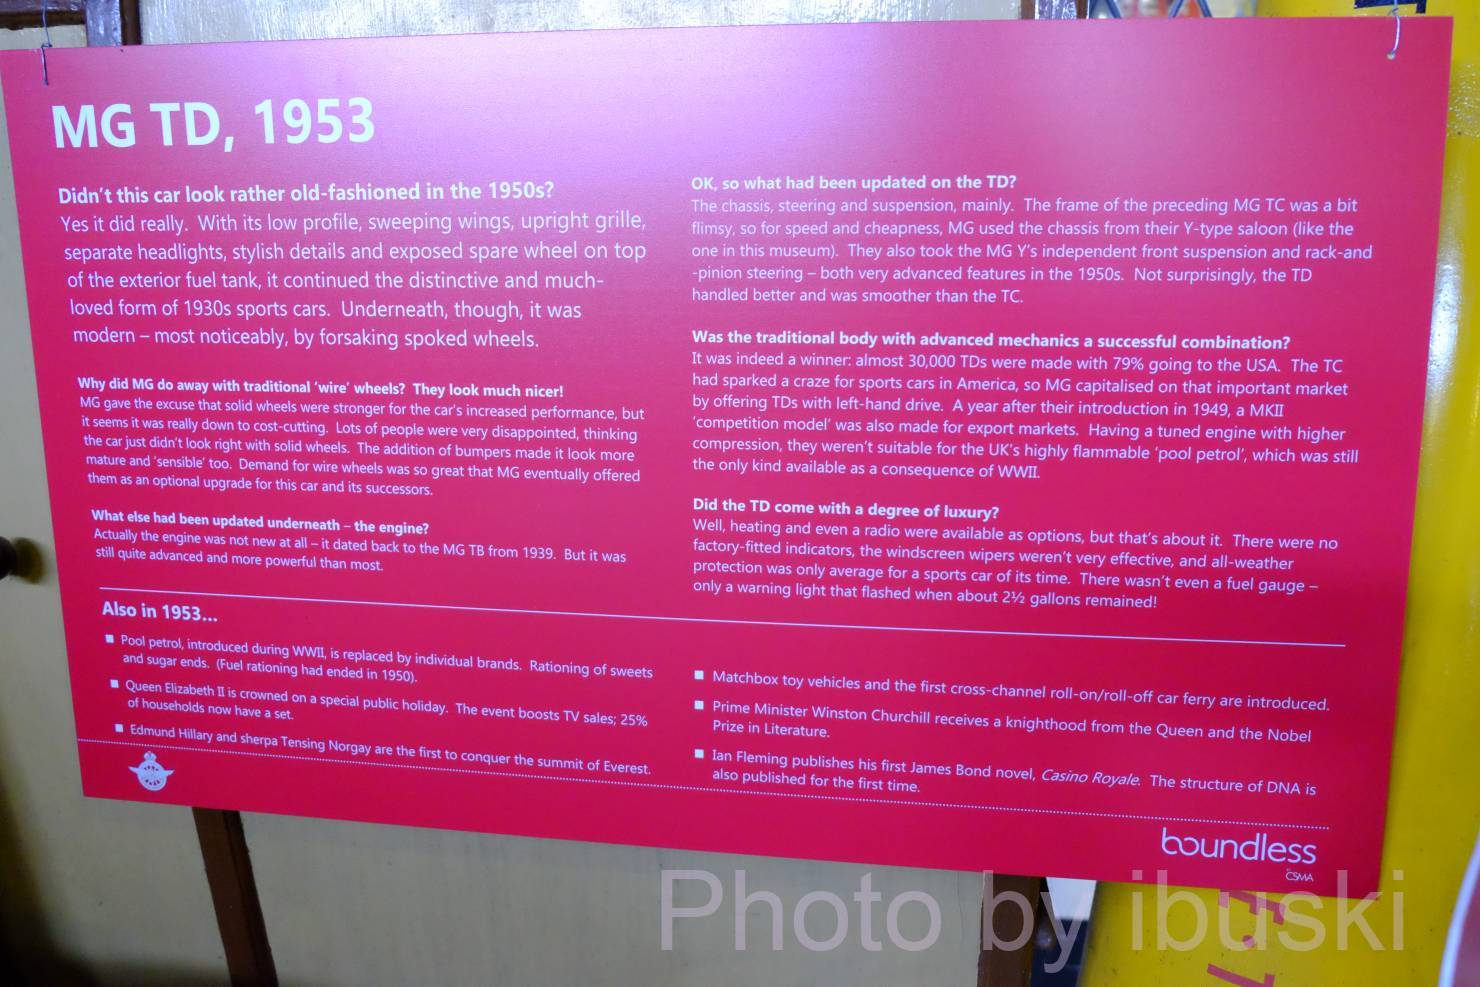 MG TD, 1953
Didn't this car look rather old-fashioned in the 1950s?
Yes it did really. With its low profile, sweeping wings, upright grille,
separate headlights, stylish details and exposed spare wheel on top
of the exterior fuel tank, it continued the distinctive and much-
loved form of 1930s sports cars. Underneath, though, it was
modern – most noticeably, by forsaking spoked wheels.
Why did MG do away with traditional 'wire' wheels? They look much nicer!
MG gave the excuse that solid wheels were stronger for the car's increased performance, but
it seems it was really down to cost-cutting. Lots of people were very disappointed, thinking
the car just didn't look right with solid wheels. The addition of bumpers made it look more
mature and 'sensible' too. Demand for wire wheels was so great that MG eventually offered
them as an optional upgrade for this car and its successors.
What else had been updated underneath – the engine?
Actually the engine was not new at all – it dated back to the MG TB from 1939. But it was
still quite advanced and more powerful than most.
OK, so what had been updated on the TD?
The chassis, steering and suspension, mainly. The frame of the preceding MG TC was a bit
flimsy, so for speed and cheapness, MG used the chassis from their Y-type saloon (like the
one in this museum). They also took the MG Y's independent front suspension and rack-and
-pinion steering – both very advanced features in the 1950s. Not surprisingly, the TD
handled better and was smoother than the TC.
Was the traditional body with advanced mechanics a successful combination?
It was indeed a winner: almost 30,000 TDs were made with 79% going to the USA. The TC
had sparked a craze for sports cars in America, so MG capitalised on that important market
by offering TDs with left-hand drive. A year after their introduction in 1949, a MKII
'competition model' was also made for export markets. Having a tuned engine with higher
compression, they weren't suitable for the UK's highly flammable 'pool petrol', which was still
the only kind available as a consequence of WWII.
Did the TD come with a degree of luxury?
Well, heating and even a radio were available as options, but that's about it. There were no
factory-fitted indicators, the windscreen wipers weren't very effective, and all-weather
protection was only average for a sports car of its time. There wasn't even a fuel gauge –
only a warning light that flashed when about 2½ gallons remained!
Also in 1953...
■ Pool petrol, introduced during WWII, is replaced by individual brands. Rationing of sweets
and sugar ends. (Fuel rationing had ended in 1950).
■ Queen Elizabeth II is crowned on a special public holiday. The event boosts TV sales; 25%
of households now have a set.
■ Edmund Hillary and sherpa Tensing Norgay are the first to conquer the summit of Everest.
■ Matchbox toy vehicles and the first cross-channel roll-on/roll-off car ferry are introduced.
■ Prime Minister Winston Churchill receives a knighthood from the Queen and the Nobel
Prize in Literature.
■ Ian Fleming publishes his first James Bond novel, Casino Royale. The structure of DNA is
also published for the first time.
boundless
CSMA
Photo by ibuski